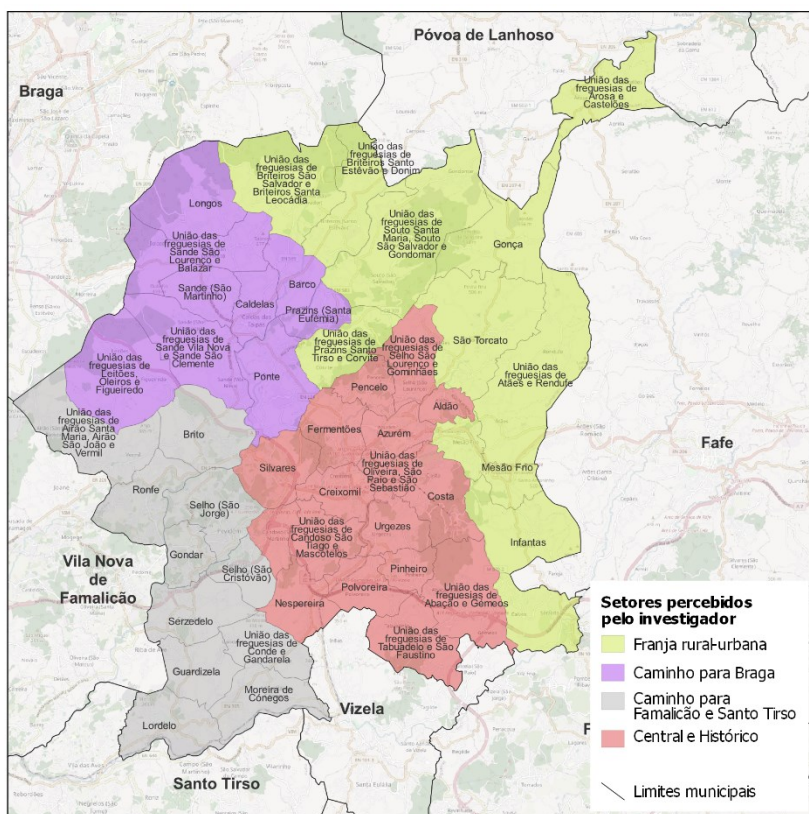 Póvoa de Lanhoso
Braga
União das
freguesias de
Arosa e
Castelões
União das
freguesias de
Briteiros Santo
Estêvão e Donim
União das
freguesias de
Briteiros São
Salvador e
Briteiros Santa
Leocádia
Longos
União das
freguesias de
Souto Santa
Maria, Souto
São Salvador e
Gondomar
Gonça
União das
freguesias de
Sande São
Lourenço e
Balazar
Sande (São
Martinho)
Caldelas
Barco
Prazins (Santa
Eufémia)
União das
freguesias de
Sande Vila Nova
e Sande São
Clemente
União das
freguesias de
Prazins Santo
Tirso e Corvite
União das
freguesias de
Selho São
Lourenço e
Gominhães
São Torcato
União das
freguesias de
Leitões,
Oleiros e
Figueiredo
Ponte
União das
freguesias de
Atães e Rendufe
Pencelo
Aldão
União das
freguesias de
Airão Santa
Maria, Airão
São João e
Vermil
Brito
Fermentões
Azurém
Fafe
Silvares
União das
freguesias de
Oliveira, São
Paio e São
Sebastião
Mesão Frio
Ronfe
Creixomil
Costa
Selho (São
Jorge)
União das
freguesias de
Candoso São
Tiago e
Mascotelos
Urgezes
Infantas
Gondar
Vila Nova
de
Famalicão
Selho (São
Cristóvão)
Pinheiro
Polvoreira
União das
freguesias de
Abação e Gémeos
Nespereira
Serzedelo
União das
freguesias de
Conde e
Gandarela
União das
freguesias de
Tabuadelo e São
Faustino
Guardizela
Moreira de
Cónegos
Vizela
Lordelo
Santo Tirso
F
Setores percebidos
pelo investigador
Franja rural-urbana
Caminho para Braga
Caminho para
Famalicão e Santo Tirso
Central e Histórico
Limites municipais